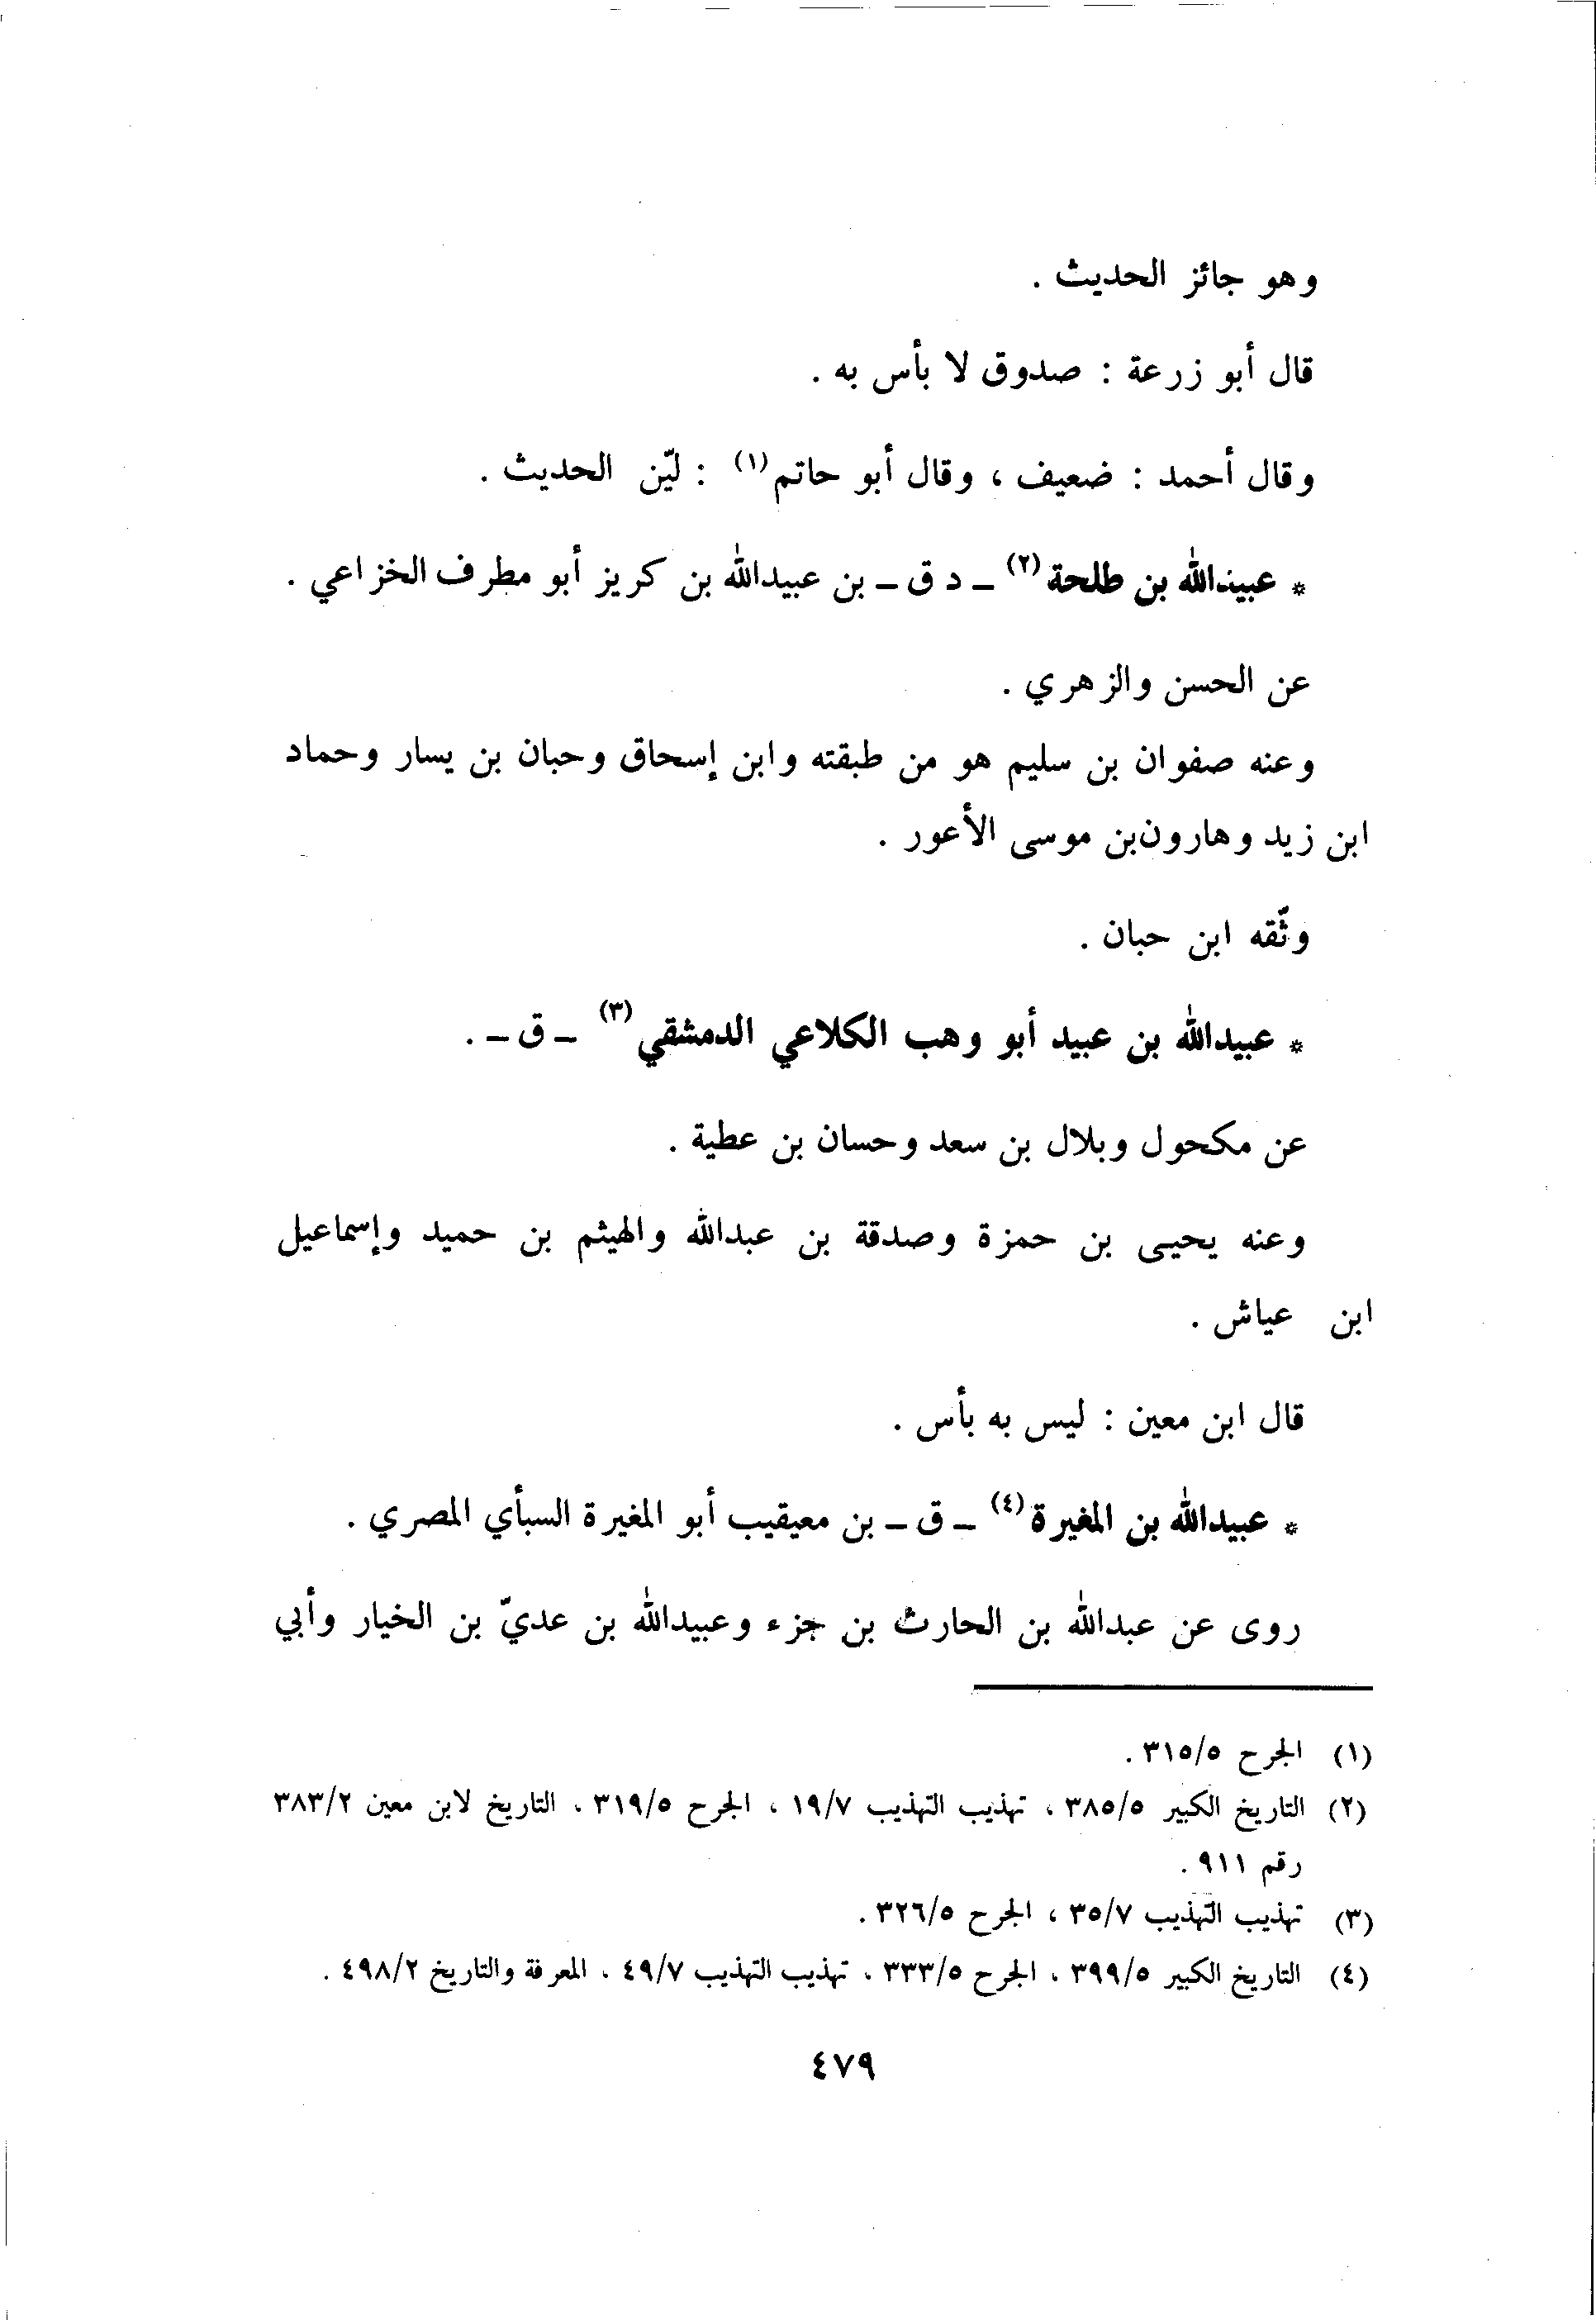 وهو جائز الحديث .
قال أبو زرعة : صدوق لا بأس به .
وقال أحمد : ضعيف ، وقال أبو حاتم (١) : ليّن الحديث .
* عبيدالله بن طلحة (٢) ــ د ق ــ بن عبيدالله بن كريز أبو مطرف الخزاعي .
عن الحسن والزهري .
وعنه صفوان بن سليم هو من طبقته وابن إسحاق وحبان بن يسار وحماد
ابن زيد وهارون بن موسى الأعور .
وثّقه ابن حبان .
* عبيدالله بن عبيد أبو وهب الكلاعي الدمشقي (٣) ــ ق ــ .
عن مكحول وبلال بن سعد وحسان بن عطية .
وعنه يحيى بن حمزة وصدقة بن عبدالله والهيثم بن حميد وإسماعيل
ابن عياش .
قال ابن معين : ليس به بأس .
* عبيدالله بن المغيرة (٤) ــ ق ــ بن معيقيب أبو المغيرة السبأي المصري .
روى عن عبدالله بن الحارث بن جزء وعبيدالله بن عديّ بن الخيار وأبي
(١) الجرح ٣١٥/٥ .
(٢) التاريخ الكبير ٣٨٥/٥ ، تهذيب التهذيب ١٩/٧ ، الجرح ٣١٩/٥ ، التاريخ لابن معين ٣٨٣/٢
رقم ٩١١ .
(٣) تهذيب التهذيب ٣٥/٧ ، الجرح ٣٢٦/٥ .
(٤) التاريخ الكبير ٣٩٩/٥ ، الجرح ٣٣٣/٥ ، تهذيب التهذيب ٤٩/٧ ، المعرفة والتاريخ ٤٩٨/٢ .
٤٧٩